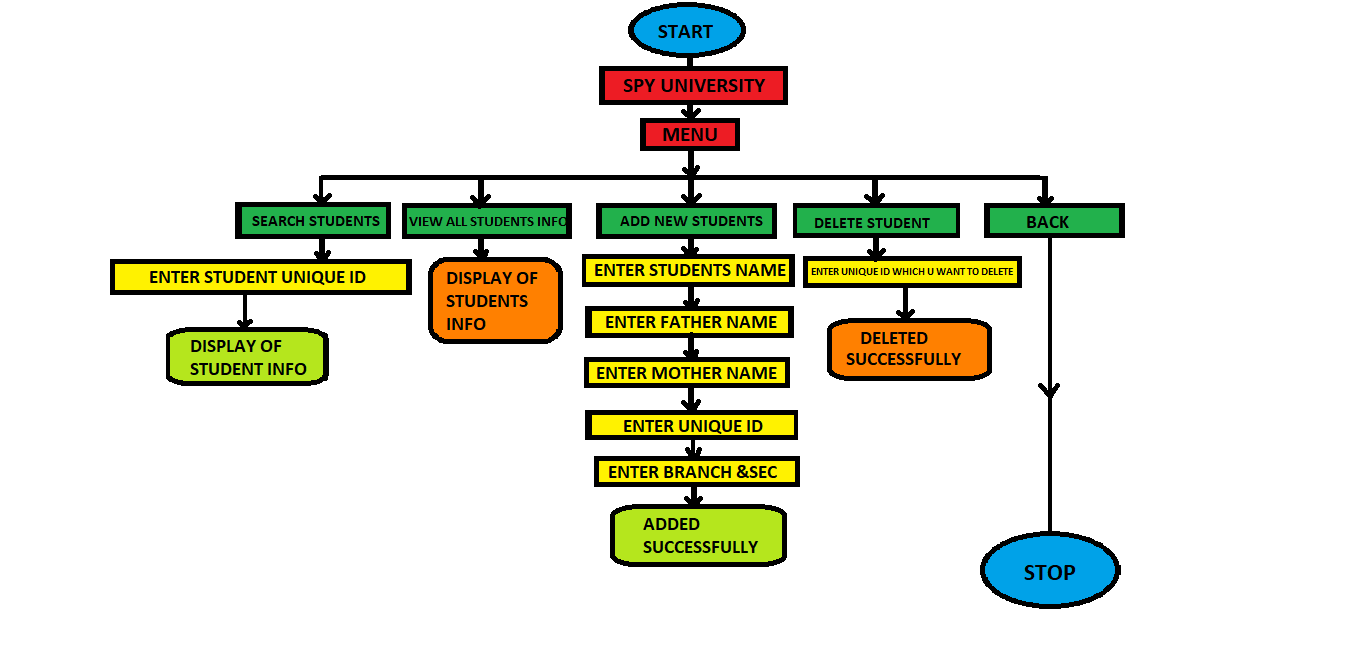 START
SPY UNIVERSITY
MENU
SEARCH STUDENTS
VIEW ALL STUDENTS INFO
ADD NEW STUDENTS
DELETE STUDENT
BACK
ENTER STUDENT UNIQUE ID
DISPLAY OF
STUDENT INFO
DISPLAY OF
STUDENTS
INFO
ENTER STUDENTS NAME
ENTER FATHER NAME
ENTER MOTHER NAME
ENTER UNIQUE ID
ENTER BRANCH &SEC
ADDED
SUCCESSFULLY
ENTER UNIQUE ID WHICH U WANT TO DELETE
DELETED
SUCCESSFULLY
STOP